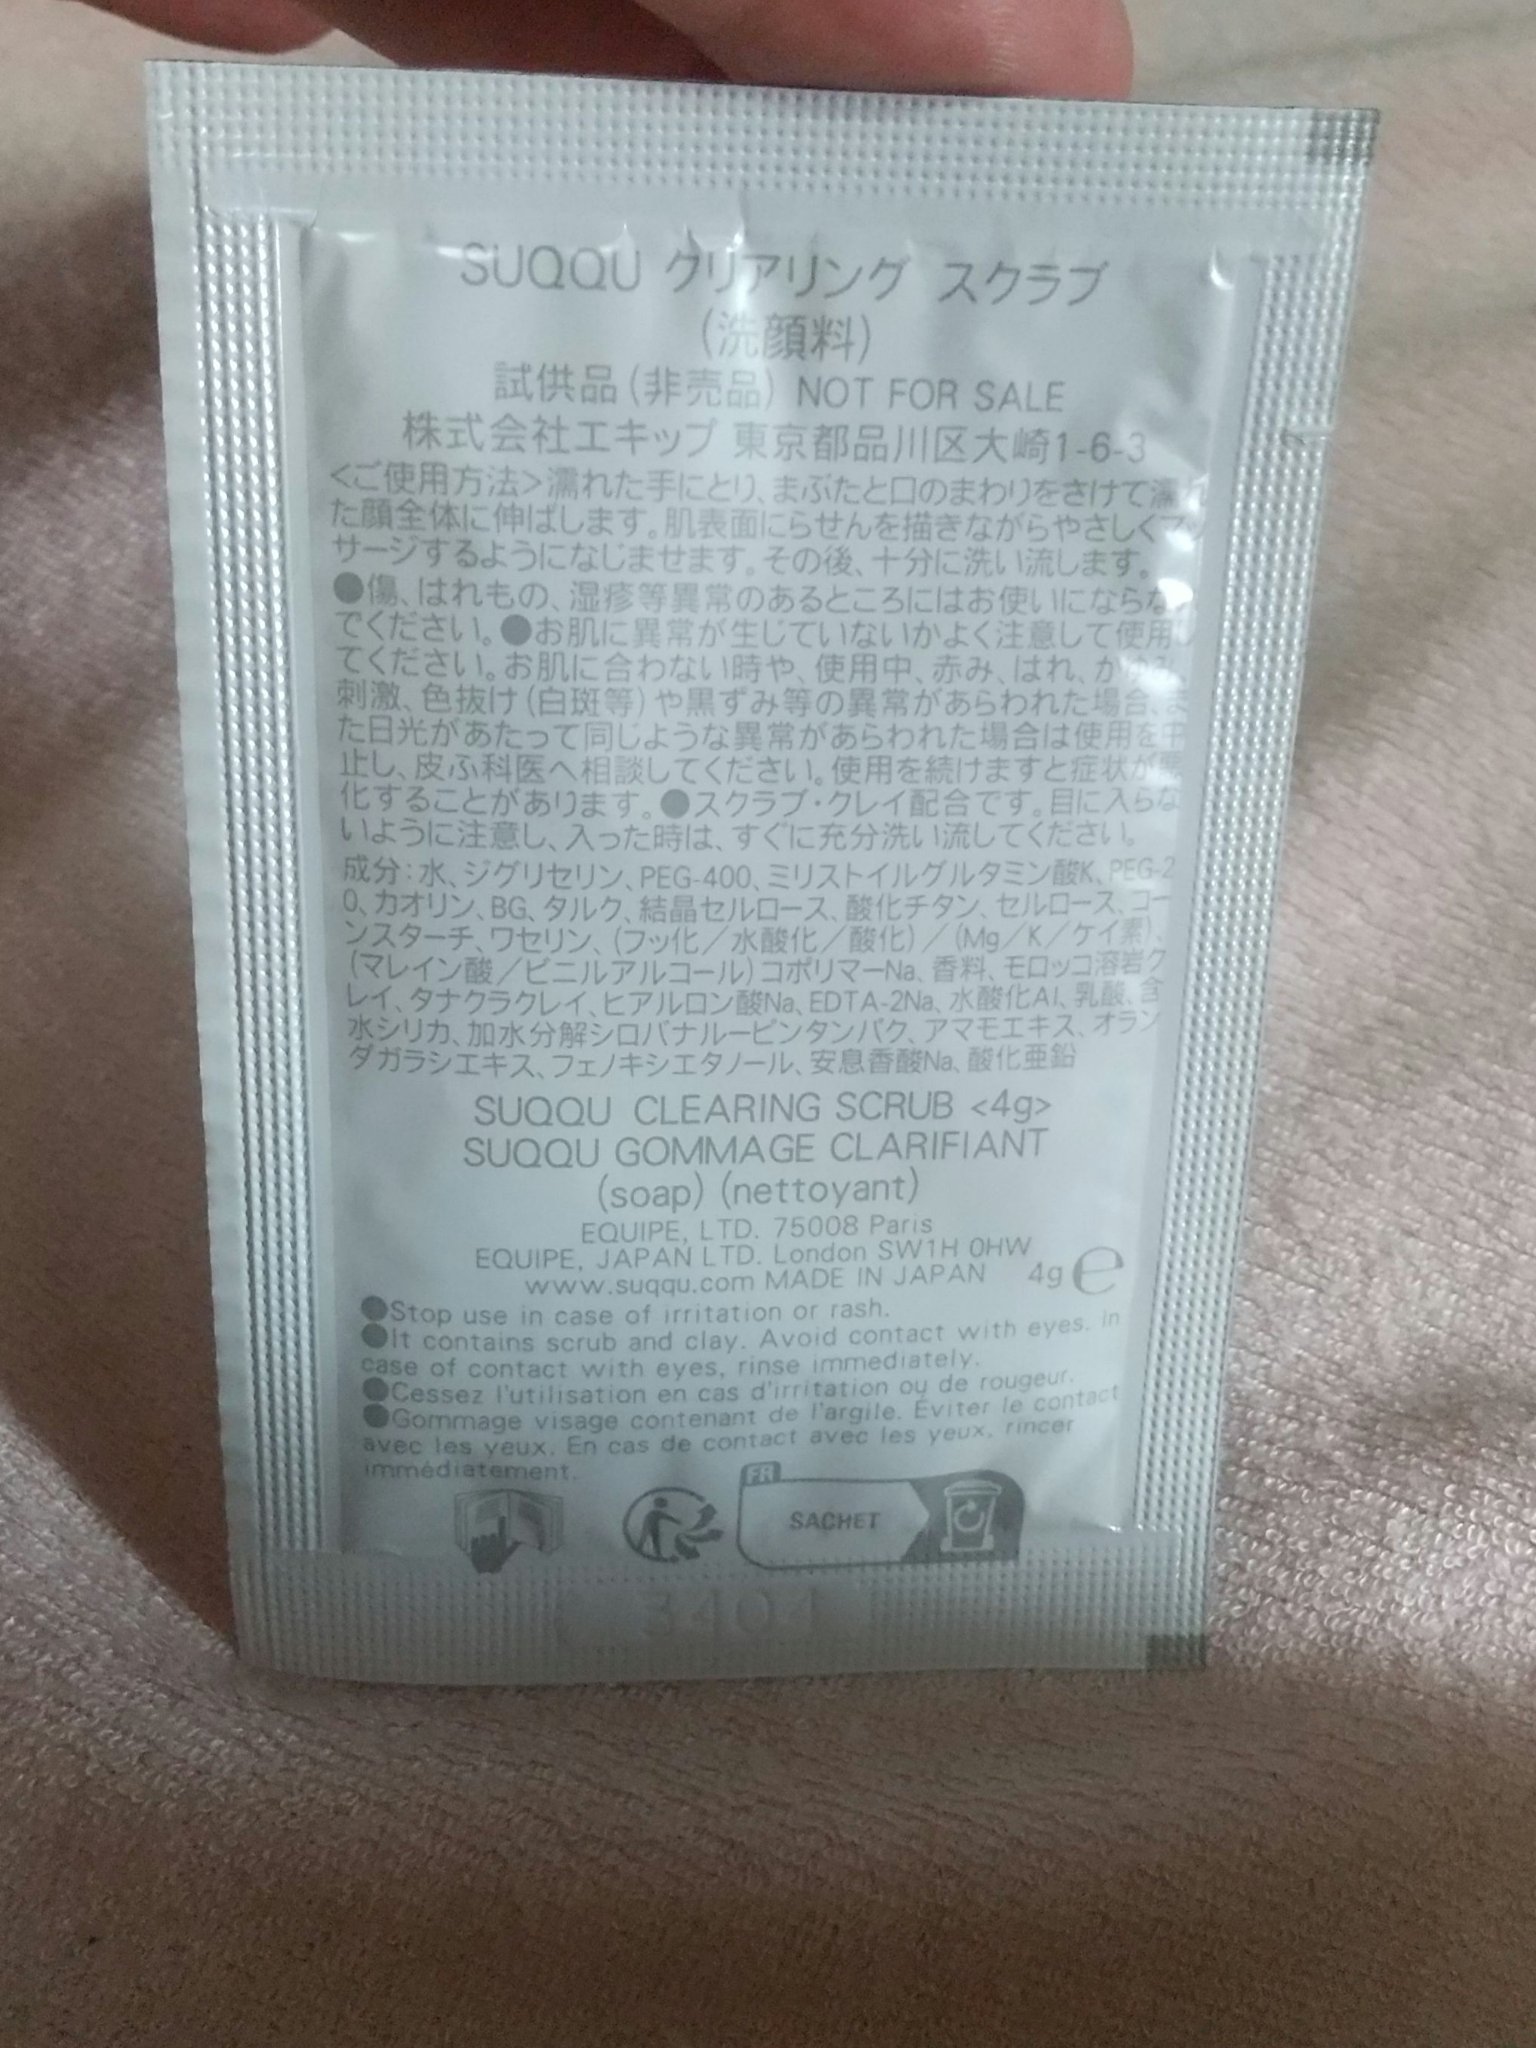 SUQQU クリアリング スクラブ
(洗顔料)
試供品(非売品) NOT FOR SALE
株式会社エキップ 東京都品川区大崎1-6-3
<ご使用方法>濡れた手にとり、まぶたと口のまわりをさけて濡
た顔全体に伸ばします。肌表面にらせんを描きながらやさしくマッ
サージするようになじませます。その後、十分に洗い流します。
●傷、はれもの、湿疹等異常のあるところにはお使いにならな
でください。●お肌に異常が生じていないかよく注意して使用し
てください。お肌に合わない時や、使用中、赤み、はれ、かゆみ、
刺激、色抜け(白斑等)や黒ずみ等の異常があらわれた場合、ま
た日光があたって同じような異常があらわれた場合は使用を中
止し、皮ふ科医へ相談してください。使用を続けますと症状が悪
化することがあります。●スクラブ・クレイ配合です。目に入らな
いように注意し、入った時は、すぐに充分洗い流してください。
成分:水、ジグリセリン、PEG-400、ミリストイルグルタミン酸K、PEG-2
0、カオリン、BG、タルク、結晶セルロース、酸化チタン、セルロース、コー
ンスターチ、ワセリン、(フッ化/水酸化/酸化)/(Mg/K/ケイ素)、
(マレイン酸/ビニルアルコール)コポリマーNa、香料、モロッコ溶岩ク
レイ、タナクラクレイ、ヒアルロン酸Na、EDTA-2Na、水酸化Al、乳酸、含
水シリカ、加水分解シロバナルーピンタンパク、アマモエキス、オラン
ダガラシエキス、フェノキシエタノール、安息香酸Na、酸化亜鉛
SUQQU CLEARING SCRUB <4g>
SUQQU GOMMAGE CLARIFIANT
(soap) (nettoyant)
EQUIPE, LTD. 75008 Paris
EQUIPE, JAPAN LTD. London SW1H 0HW
www.suqqu.com MADE IN JAPAN 4g ℮
●Stop use in case of irritation or rash.
●It contains scrub and clay. Avoid contact with eyes. In
case of contact with eyes, rinse immediately.
●Cessez l'utilisation en cas d'irritation ou de rougeur.
●Gommage visage contenant de l'argile. Éviter le contact
avec les yeux. En cas de contact avec les yeux, rincer
immédiatement.
FR
SACHET